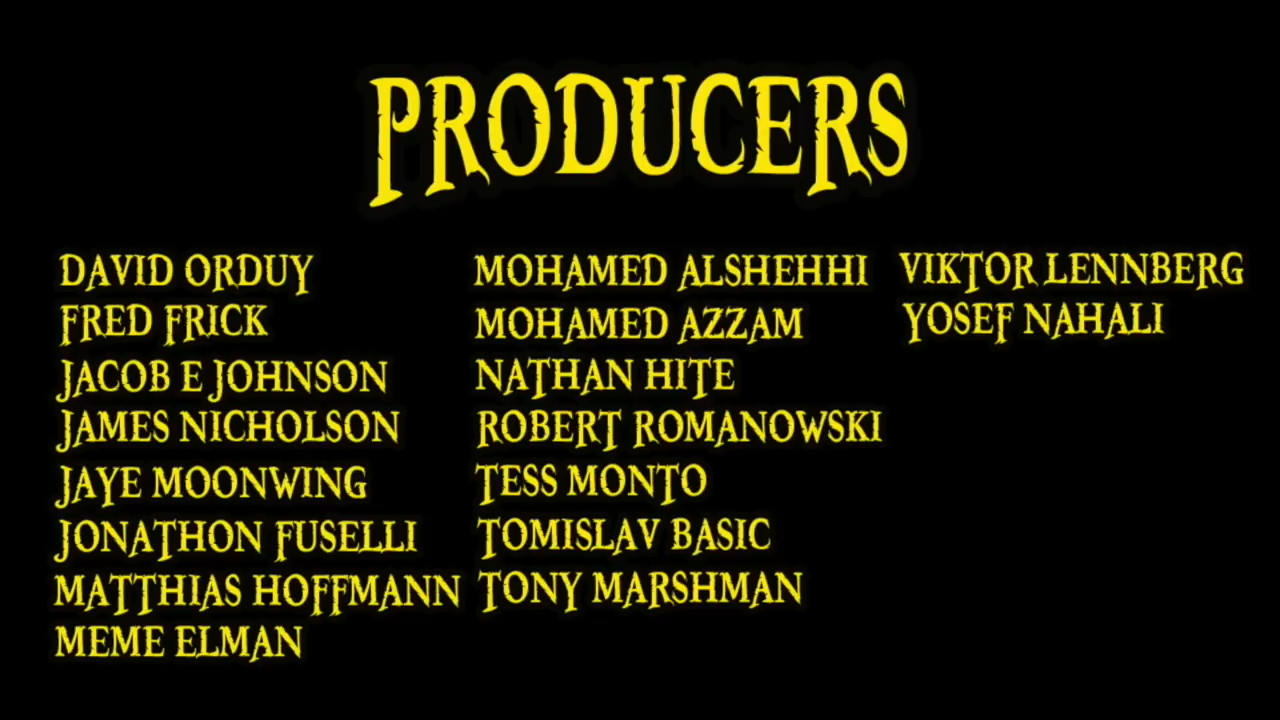 PRODUCERS
DAVID ORDUY
FRED FRICK
JACOB E JOHNSON
JAMES NICHOLSON
JAYE MOONWING
JONATHON FUSELLI
MATTHIAS HOFFMANN
MEME ELMAN
MOHAMED ALSHEHHI
MOHAMED AZZAM
NATHAN HITE
ROBERT ROMANOWSKI
TESS MONTO
TOMISLAV BASIC
TONY MARSHMAN
VIKTOR LENNBERG
YOSEF NAHALI